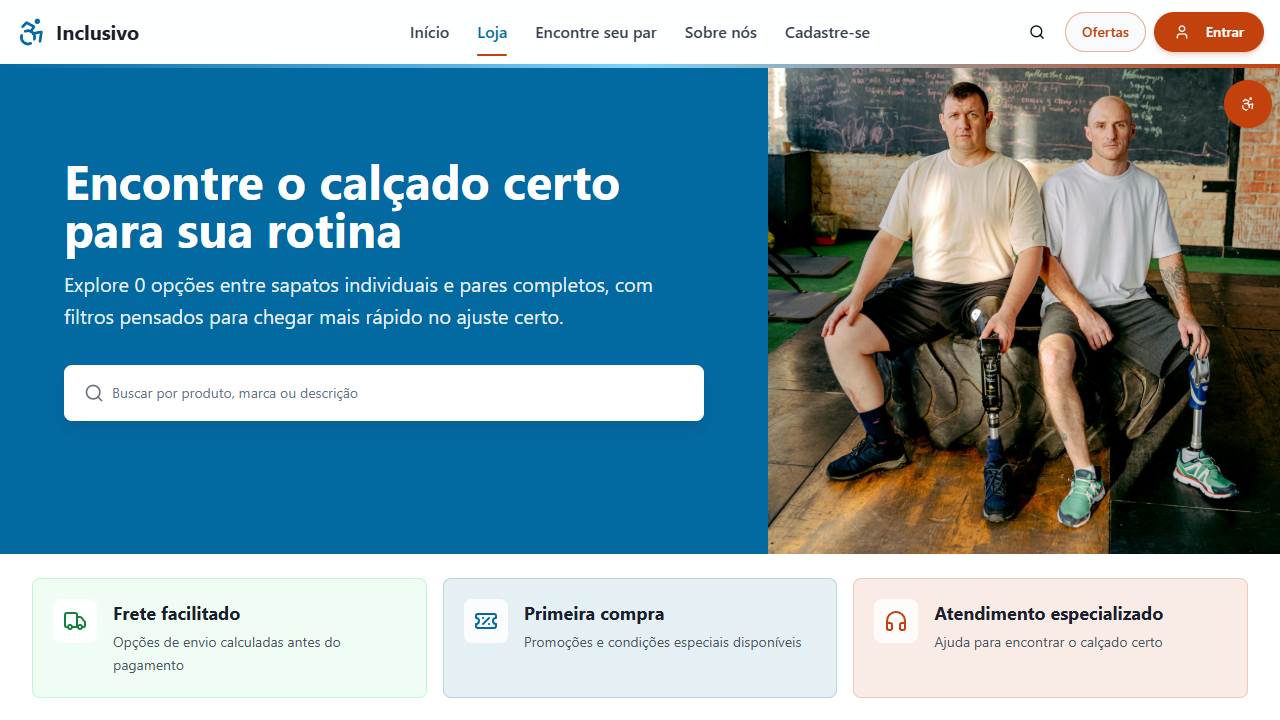 Inclusivo
Início
Loja
Encontre seu par
Sobre nós
Cadastre-se
Ofertas
Entrar
Encontre o calçado certo
para sua rotina
Explore 0 opções entre sapatos individuais e pares completos, com
filtros pensados para chegar mais rápido no ajuste certo.
Buscar por produto, marca ou descrição
Frete facilitado
Opções de envio calculadas antes do
pagamento
Primeira compra
Promoções e condições especiais disponíveis
Atendimento especializado
Ajuda para encontrar o calçado certo